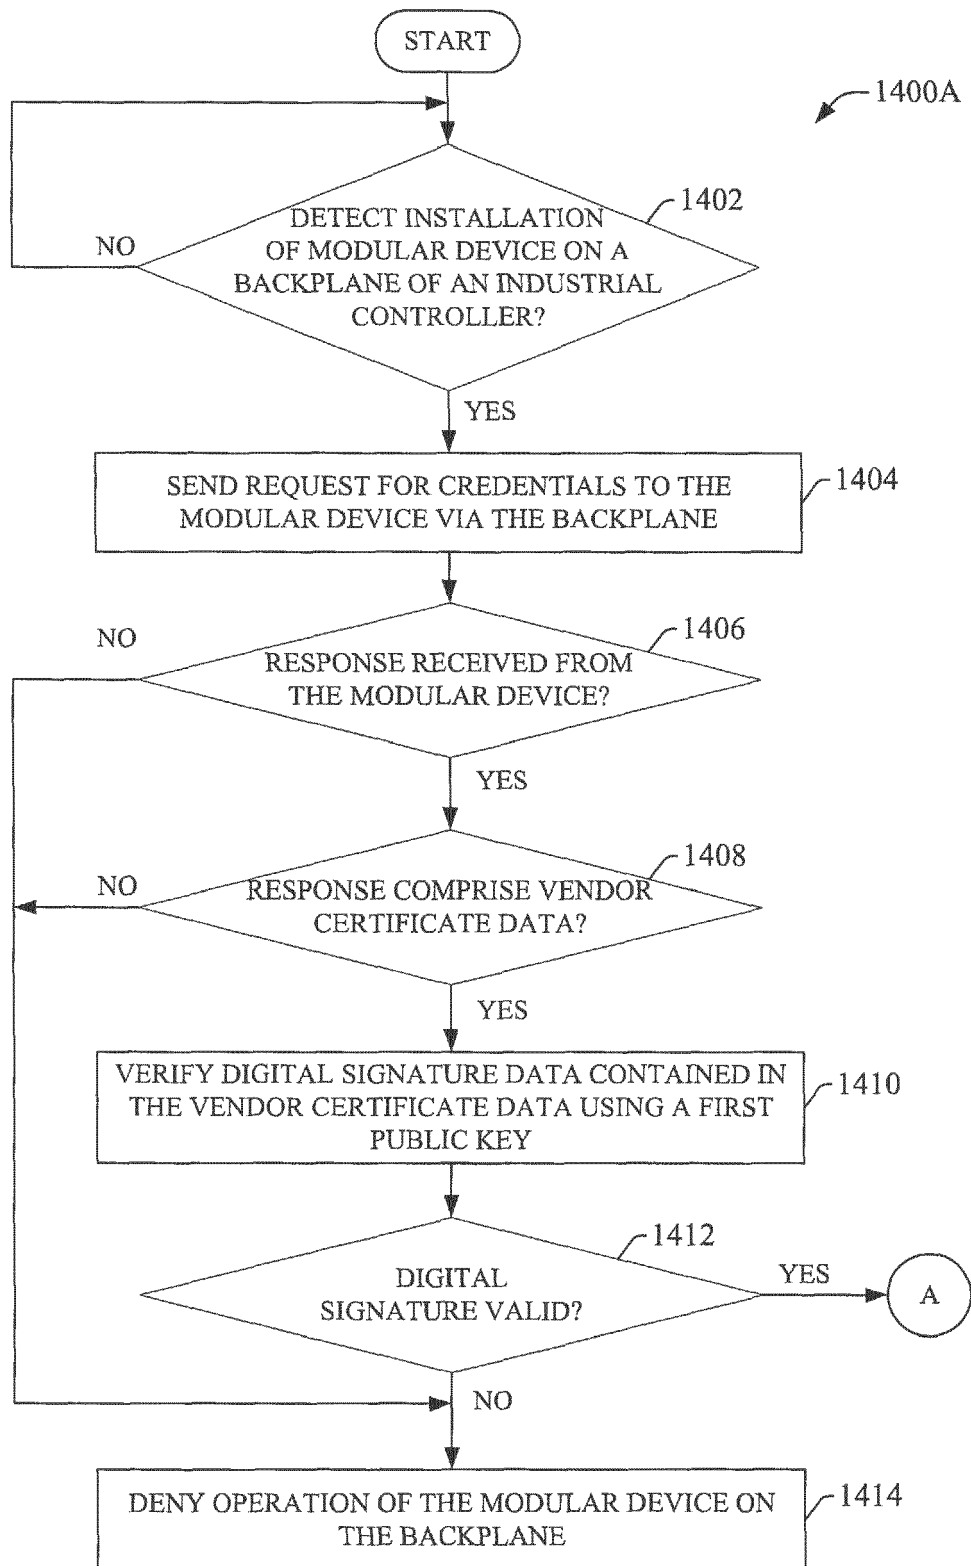 START
1400A
1402
DETECT INSTALLATION
OF MODULAR DEVICE ON A
BACKPLANE OF AN INDUSTRIAL
CONTROLLER?
NO
YES
SEND REQUEST FOR CREDENTIALS TO THE
MODULAR DEVICE VIA THE BACKPLANE
1404
NO
1406
RESPONSE RECEIVED FROM
THE MODULAR DEVICE?
YES
1408
NO
RESPONSE COMPRISE VENDOR
CERTIFICATE DATA?
YES
VERIFY DIGITAL SIGNATURE DATA CONTAINED IN
THE VENDOR CERTIFICATE DATA USING A FIRST
PUBLIC KEY
1410
1412
DIGITAL
SIGNATURE VALID?
YES
A
NO
DENY OPERATION OF THE MODULAR DEVICE ON
THE BACKPLANE
1414